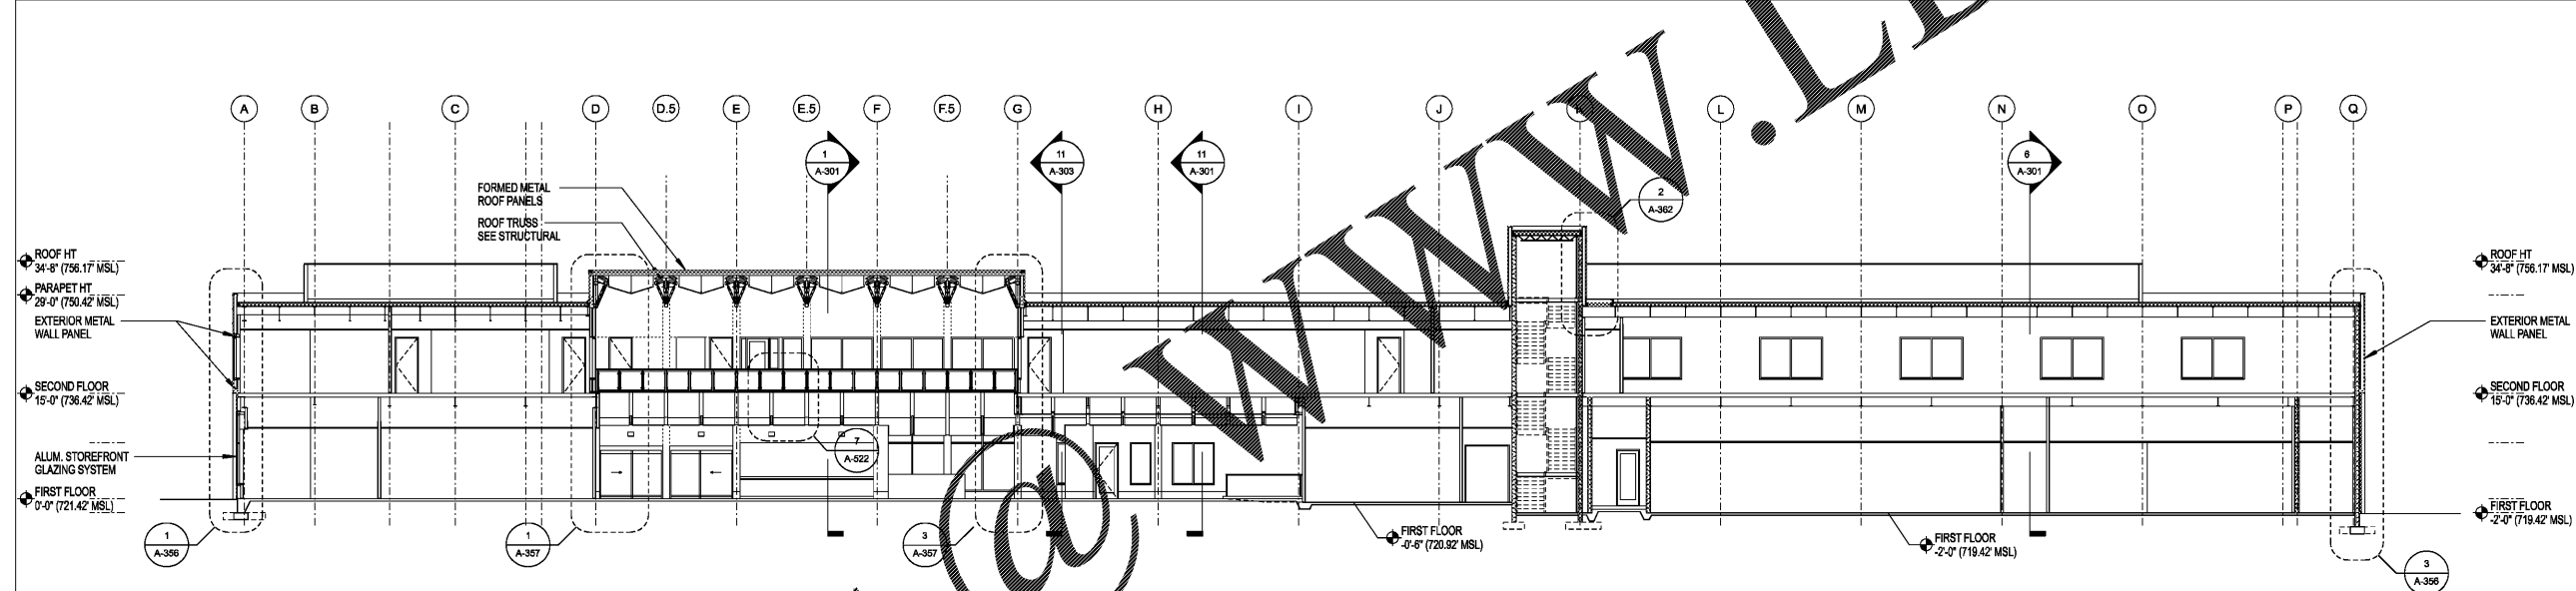 A B C D D.5 E E.5 F F.5 G H I J L M N O P Q
1
A-301
11
A-303
11
A-301
6
A-301
2
A-362
FORMED METAL
ROOF PANELS
ROOF TRUSS
SEE STRUCTURAL
ROOF HT
34'-8" (756.17' MSL)
PARAPET HT
29'-0" (750.42' MSL)
EXTERIOR METAL
WALL PANEL
SECOND FLOOR
15'-0" (736.42' MSL)
ALUM. STOREFRONT
GLAZING SYSTEM
FIRST FLOOR
0'-0" (721.42' MSL)
7
A-522
1
A-356
1
A-357
3
A-357
FIRST FLOOR
-0'-6" (720.92' MSL)
FIRST FLOOR
-2'-0" (719.42' MSL)
ROOF HT
34'-8" (756.17' MSL)
EXTERIOR METAL
WALL PANEL
SECOND FLOOR
15'-0" (736.42' MSL)
FIRST FLOOR
-2'-0" (719.42' MSL)
3
A-356
@ www.